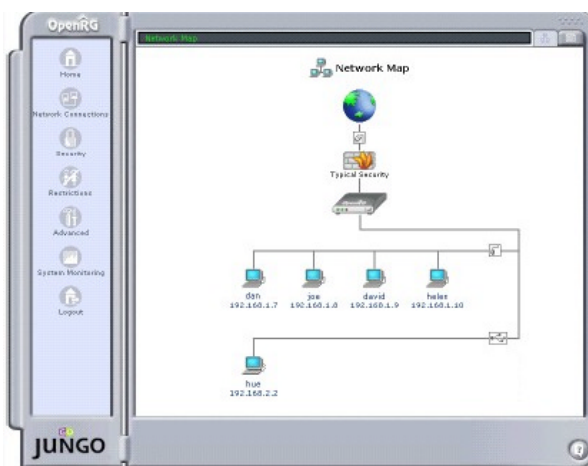 OpenRG
Network Map
Home
Network Connections
Security
Restrictions
Advanced
System Monitoring
Logout
Network Map
Typical Security
OpenRG
dan
192.168.1.7
joe
192.168.1.8
david
192.168.1.9
helen
192.168.1.10
hue
192.168.2.2
JUNGO